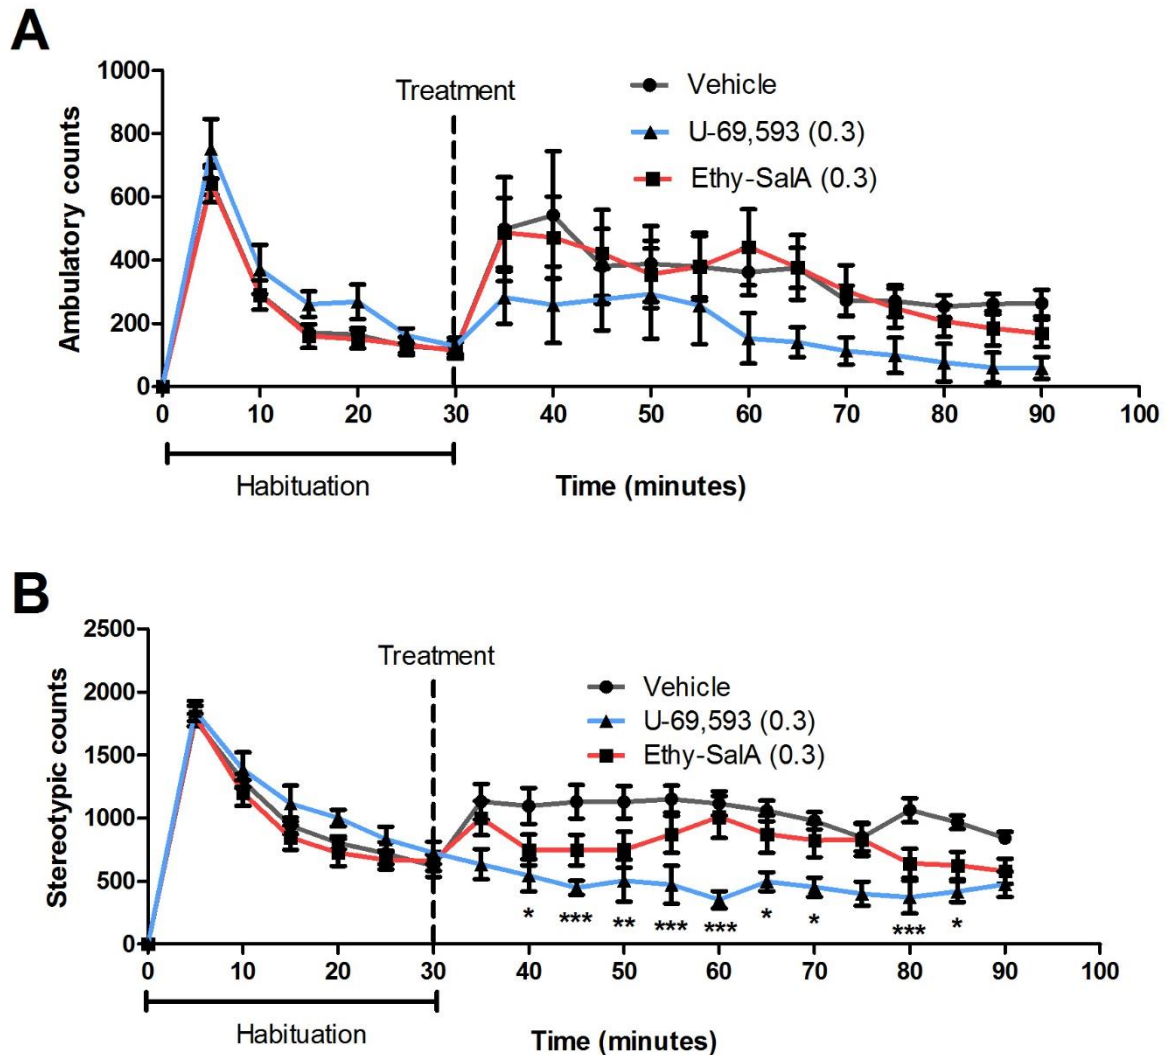 A
1000
800
600
400
200
0
Ambulatory counts
Treatment
Vehicle
U-69,593 (0.3)
Ethy-SalA (0.3)
0 10 20 30 40 50 60 70 80 90 100
Habituation
Time (minutes)
B
2500
2000
1500
1000
500
0
Stereotypic counts
Treatment
Vehicle
U-69,593 (0.3)
Ethy-SalA (0.3)
* *** ** *** *** * * *** *
0 10 20 30 40 50 60 70 80 90 100
Habituation
Time (minutes)